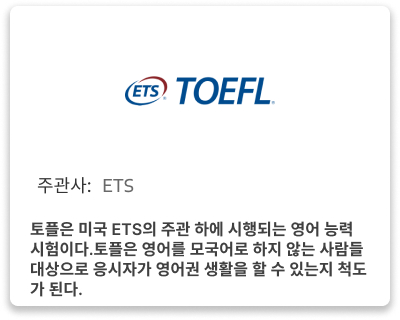 ETS TOEFL
주관사: ETS
토플은 미국 ETS의 주관 하에 시행되는 영어 능력
시험이다.토플은 영어를 모국어로 하지 않는 사람들
대상으로 응시자가 영어권 생활을 할 수 있는지 척도
가 된다.